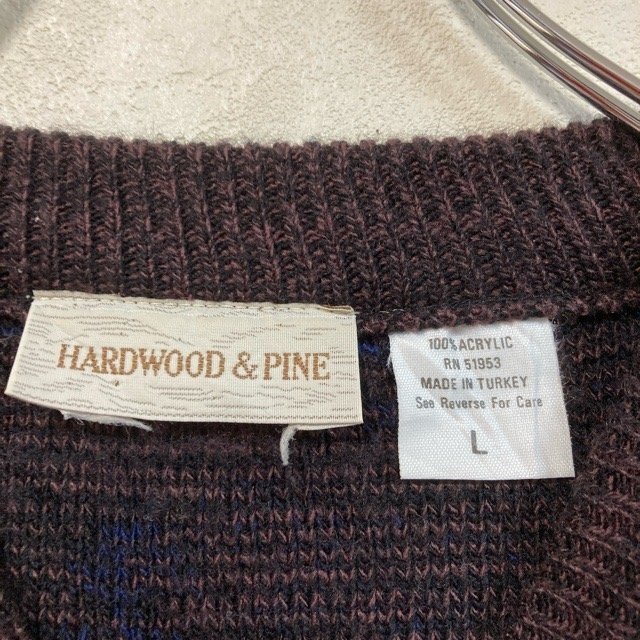 HARDWOOD & PINE
100% ACRYLIC
RN 51953
MADE IN TURKEY
See Reverse For Care
L